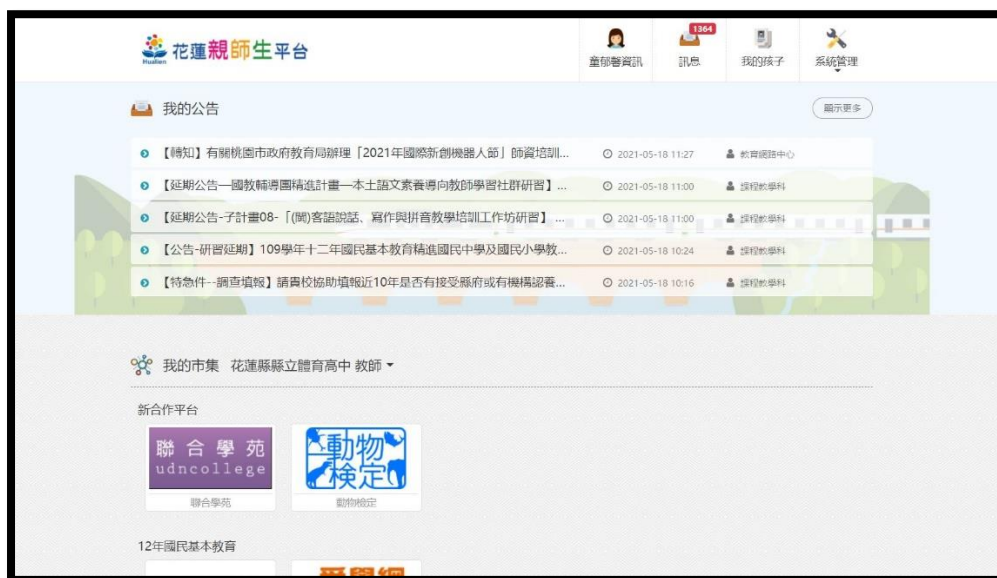 Hualien 花蓮親師生平台
1364
童郁馨資訊 訊息 我的孩子 系統管理
我的公告 顯示更多
【轉知】有關桃園市政府教育局辦理「2021年國際新創機器人節」師資培訓... 2021-05-18 11:27 教育網路中心
【延期公告—國教輔導團精進計畫—本土語文素養導向教師學習社群研習】... 2021-05-18 11:00 課程教學科
【延期公告-子計畫08-「(閩)客語說話、寫作與拼音教學培訓工作坊研習】... 2021-05-18 11:00 課程教學科
【公告-研習延期】109學年十二年國民基本教育精進國民中學及國民小學教... 2021-05-18 10:24 課程教學科
【特急件--調查填報】請貴校協助填報近10年是否有接受縣府或有機構認養... 2021-05-18 10:16 課程教學科
我的市集 花蓮縣縣立體育高中 教師
新合作平台
聯合學苑
udncollege
動物
檢定
聯合學苑 動物檢定
12年國民基本教育